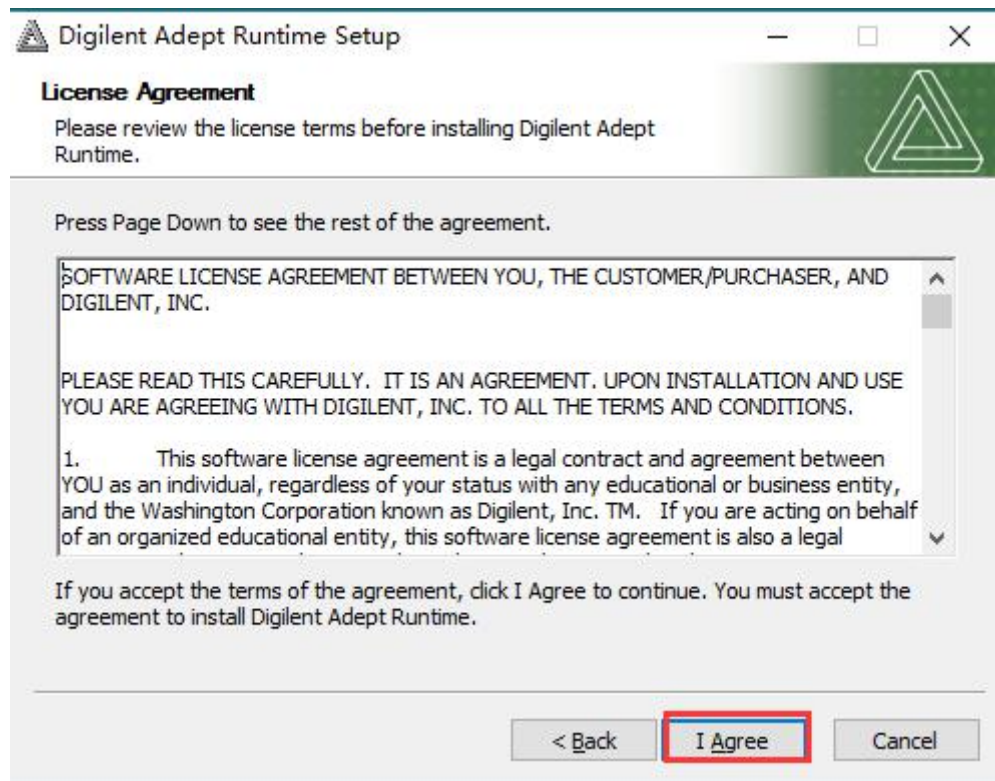 Digilent Adept Runtime Setup
License Agreement
Please review the license terms before installing Digilent Adept
Runtime.
Press Page Down to see the rest of the agreement.
SOFTWARE LICENSE AGREEMENT BETWEEN YOU, THE CUSTOMER/PURCHASER, AND
DIGILENT, INC.
PLEASE READ THIS CAREFULLY. IT IS AN AGREEMENT. UPON INSTALLATION AND USE
YOU ARE AGREEING WITH DIGILENT, INC. TO ALL THE TERMS AND CONDITIONS.
1. This software license agreement is a legal contract and agreement between
YOU as an individual, regardless of your status with any educational or business entity,
and the Washington Corporation known as Digilent, Inc. TM. If you are acting on behalf
of an organized educational entity, this software license agreement is also a legal
If you accept the terms of the agreement, click I Agree to continue. You must accept the
agreement to install Digilent Adept Runtime.
< Back
I Agree
Cancel